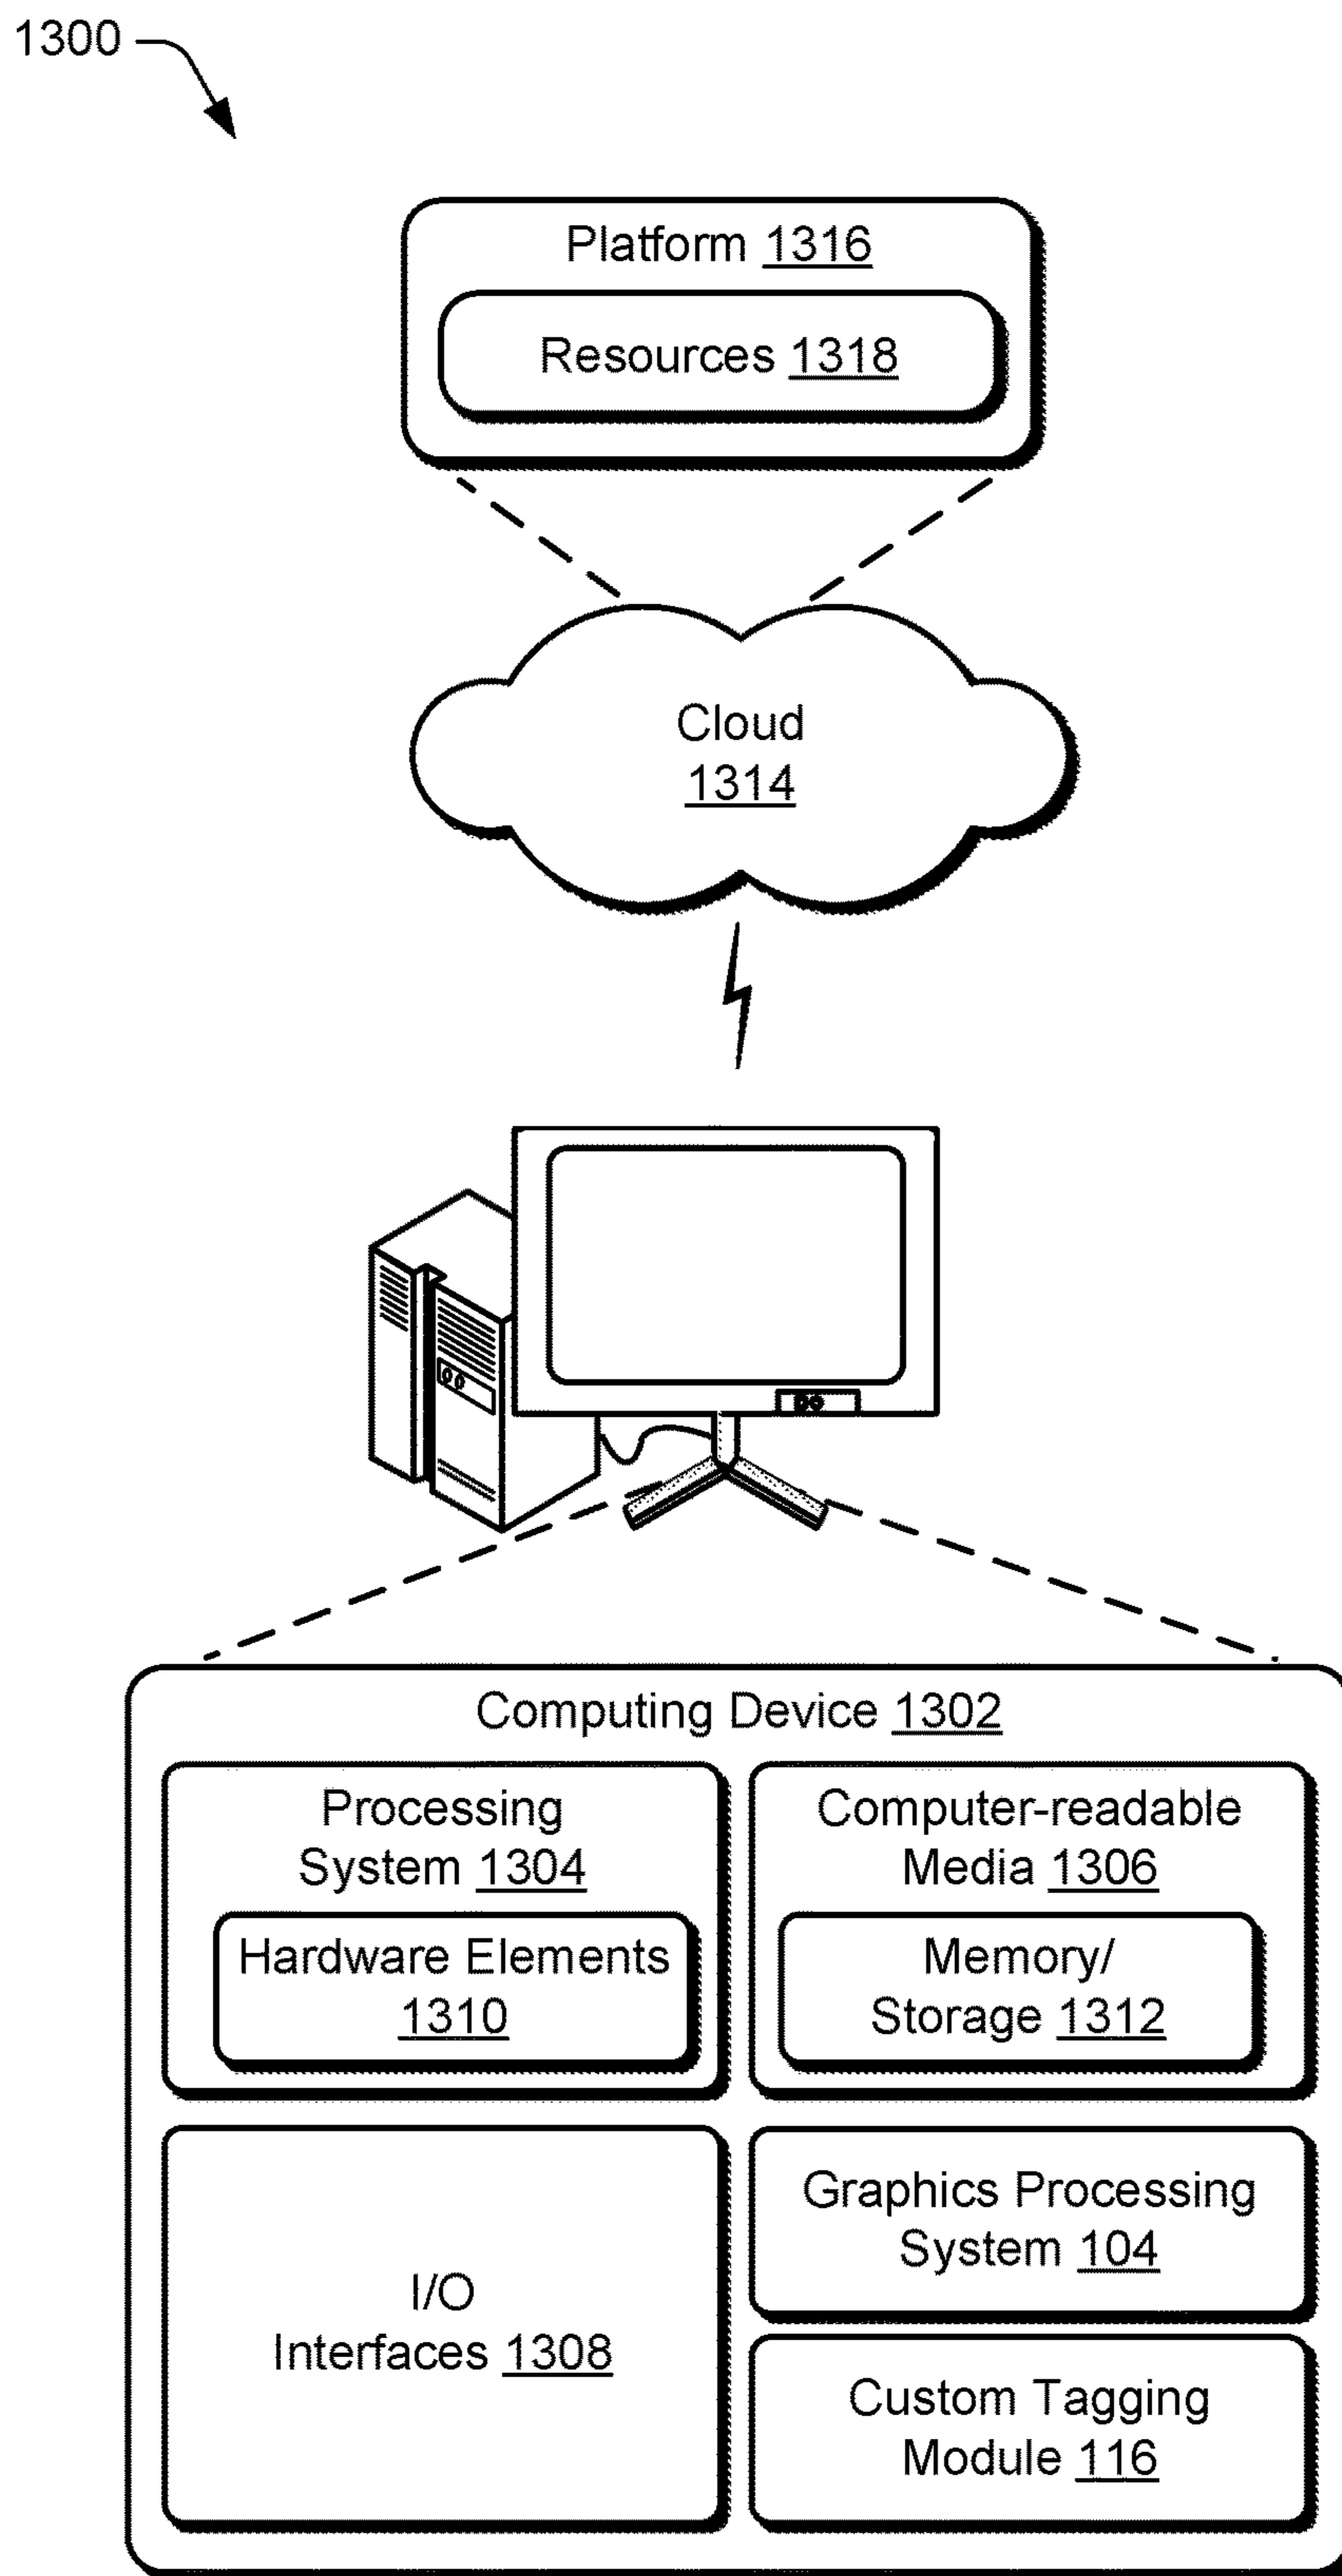 1300
Platform 1316
Resources 1318
Cloud
1314
Computing Device 1302
Processing
System 1304
Hardware Elements
1310
Computer-readable
Media 1306
Memory/
Storage 1312
I/O
Interfaces 1308
Graphics Processing
System 104
Custom Tagging
Module 116